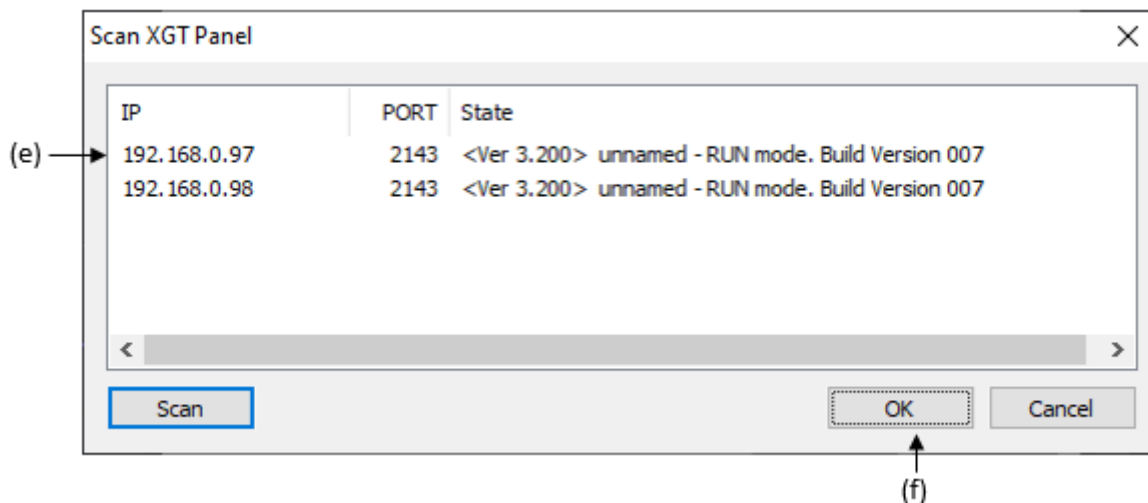 Scan XGT Panel
IP PORT State
(e) 192.168.0.97 2143 <Ver 3.200> unnamed - RUN mode. Build Version 007
192.168.0.98 2143 <Ver 3.200> unnamed - RUN mode. Build Version 007
Scan OK Cancel
(f)